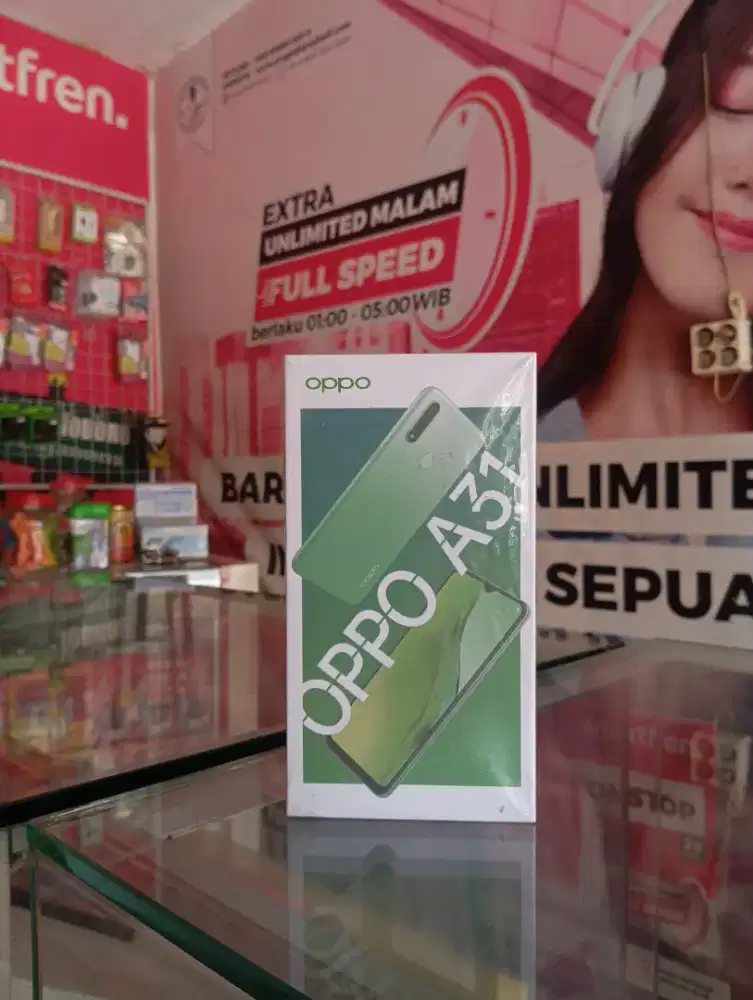 tfren.
EXTRA
UNLIMITED MALAM
FULL SPEED
berlaku 01:00 - 05:00 WIB
oppo
OPPO A31
BAR
NLIMITE
SEPUA